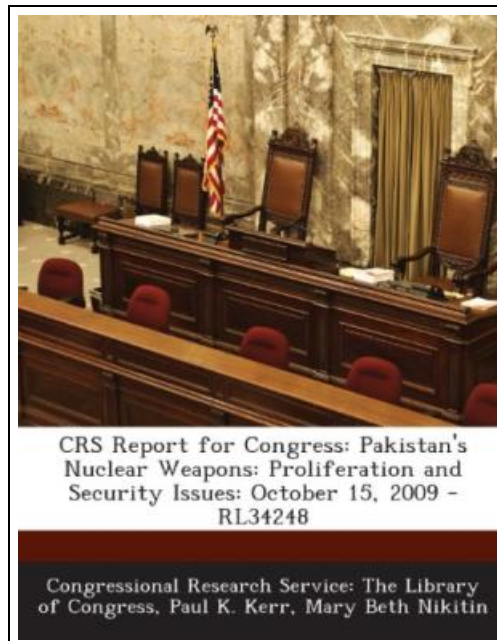 CRS Report for Congress: Pakistan's
Nuclear Weapons: Proliferation and
Security Issues: October 15, 2009 -
RL34248
Congressional Research Service: The Library
of Congress, Paul K. Kerr, Mary Beth Nikitin